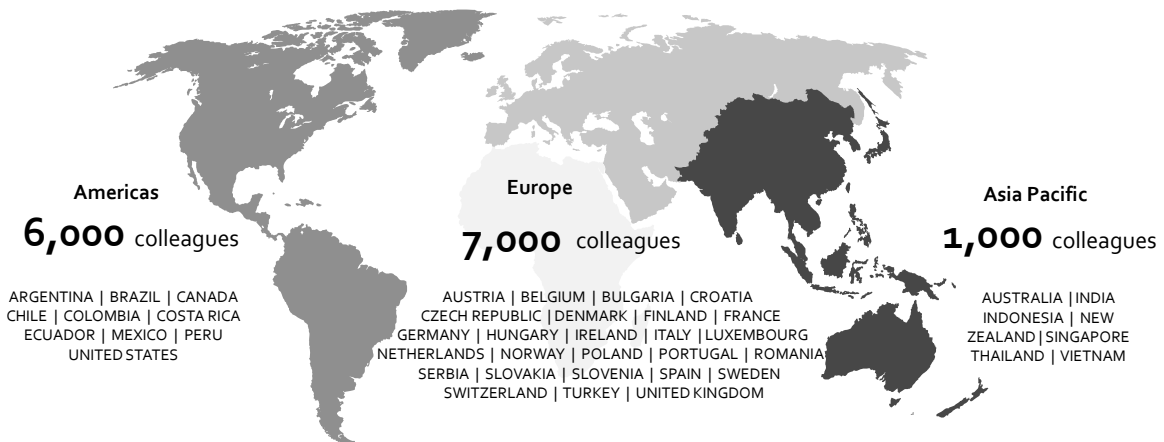 Americas
6,000 colleagues
ARGENTINA | BRAZIL | CANADA
CHILE | COLOMBIA | COSTA RICA
ECUADOR | MEXICO | PERU
UNITED STATES
Europe
7,000 colleagues
AUSTRIA | BELGIUM | BULGARIA | CROATIA
CZECH REPUBLIC | DENMARK | FINLAND | FRANCE
GERMANY | HUNGARY | IRELAND | ITALY | LUXEMBOURG
NETHERLANDS | NORWAY | POLAND | PORTUGAL | ROMANIA
SERBIA | SLOVAKIA | SLOVENIA | SPAIN | SWEDEN
SWITZERLAND | TURKEY | UNITED KINGDOM
Asia Pacific
1,000 colleagues
AUSTRALIA | INDIA
INDONESIA | NEW
ZEALAND | SINGAPORE
THAILAND | VIETNAM